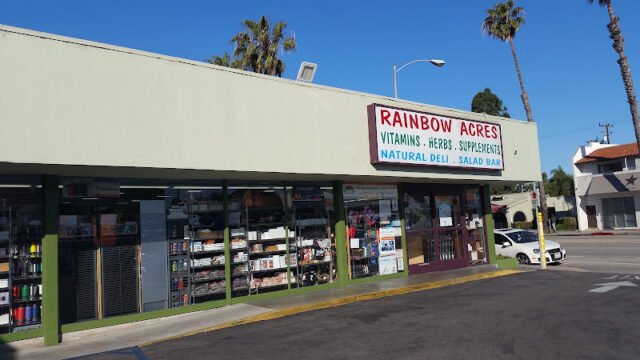 RAINBOW ACRES
VITAMINS . HERBS . SUPPLEMENTS
NATURAL DELI . SALAD BAR